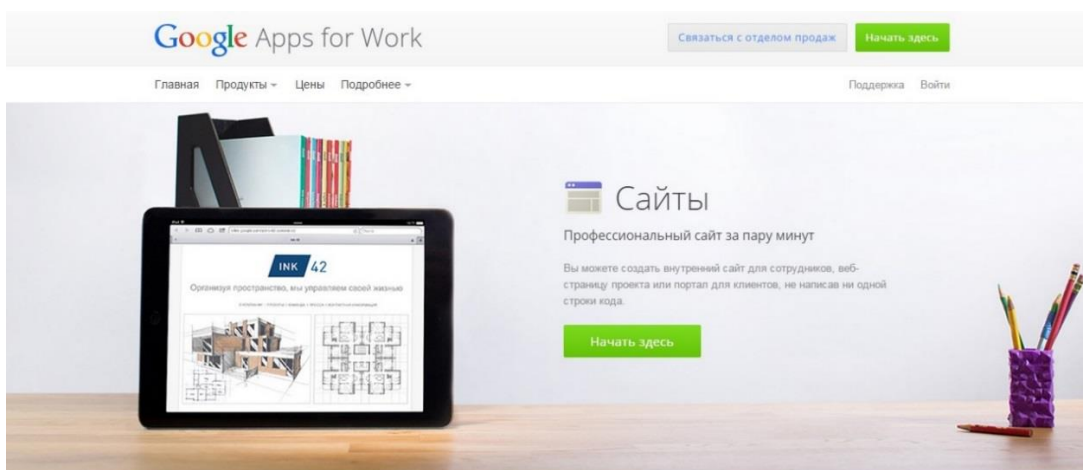 Google Apps for Work
Связаться с отделом продаж
Начать здесь
Главная Продукты Цены Подробнее
Поддержка Войти
Сайты
Профессиональный сайт за пару минут
Вы можете создать внутренний сайт для сотрудников, веб-
страницу проекта или портал для клиентов, не написав ни одной
строки кода.
Начать здесь
INK 42
Организуя пространство, мы управляем своей жизнью